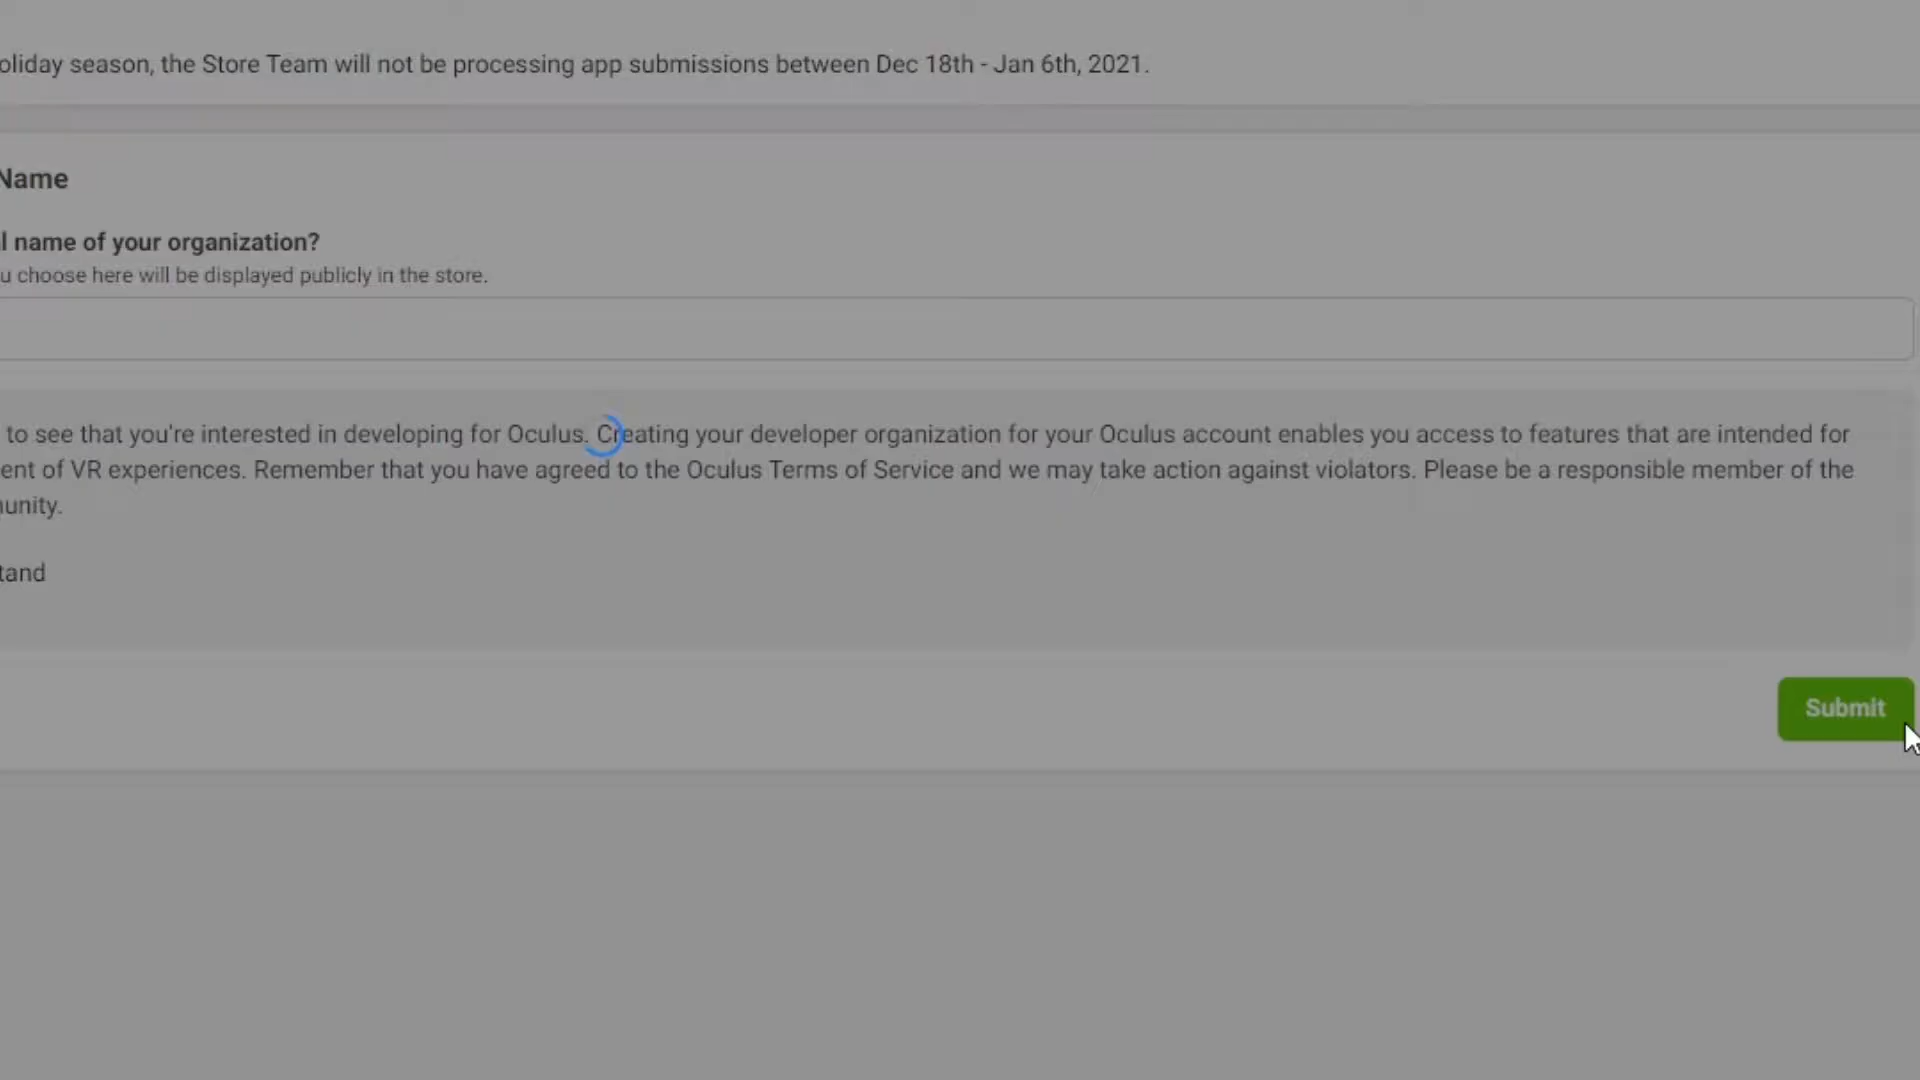 oliday season, the Store Team will not be processing app submissions between Dec 18th - Jan 6th, 2021.
Name
l name of your organization?
u choose here will be displayed publicly in the store.
to see that you're interested in developing for Oculus. Creating your developer organization for your Oculus account enables you access to features that are intended for
ent of VR experiences. Remember that you have agreed to the Oculus Terms of Service and we may take action against violators. Please be a responsible member of the
unity.
tand
Submit